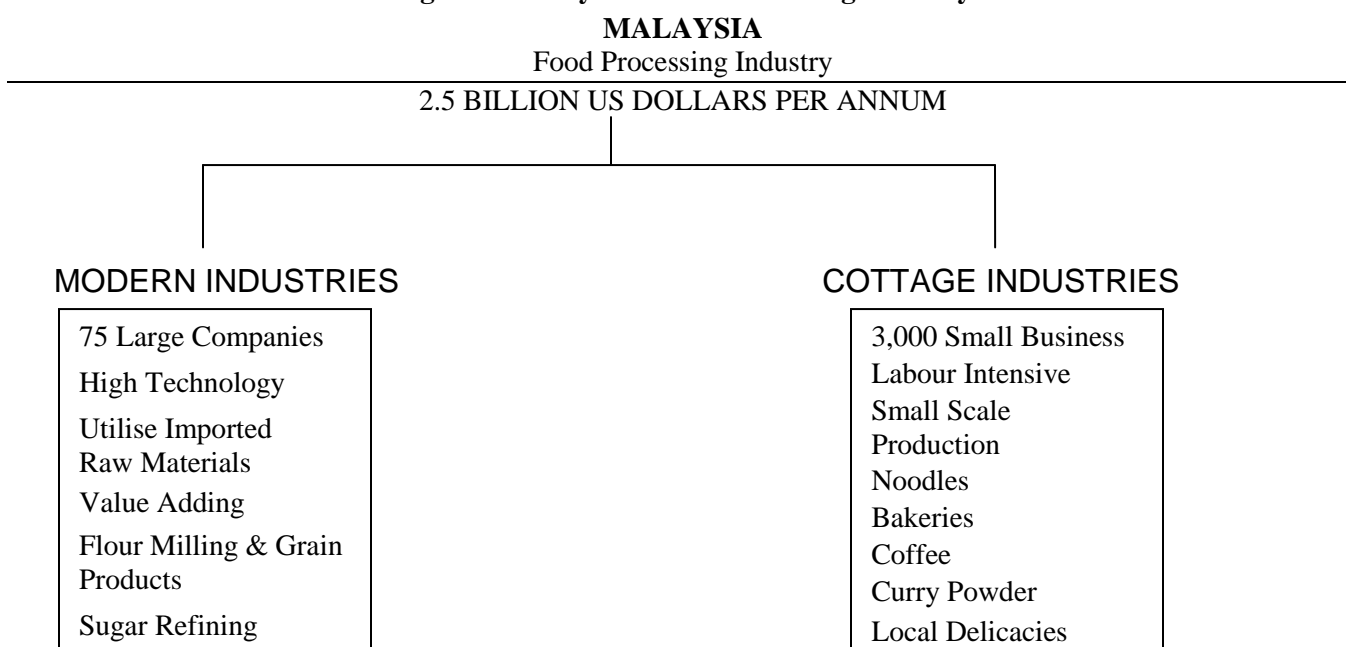 MALAYSIA
Food Processing Industry
2.5 BILLION US DOLLARS PER ANNUM
MODERN INDUSTRIES
75 Large Companies
High Technology
Utilise Imported
Raw Materials
Value Adding
Flour Milling & Grain
Products
Sugar Refining
COTTAGE INDUSTRIES
3,000 Small Business
Labour Intensive
Small Scale
Production
Noodles
Bakeries
Coffee
Curry Powder
Local Delicacies